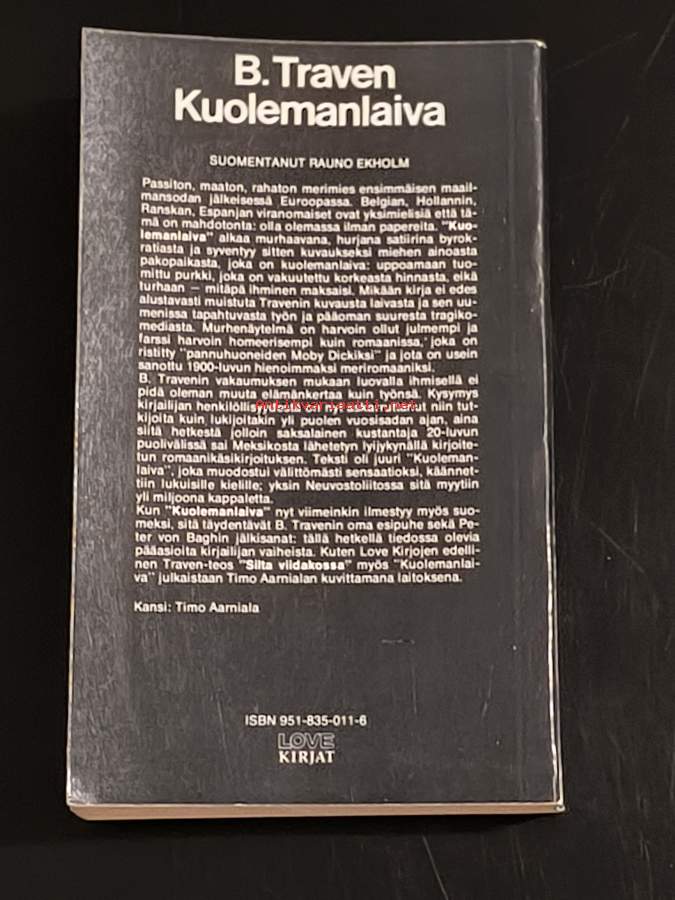 B. Traven
Kuolemanlaiva
SUOMENTANUT RAUNO EKHOLM
Passiton, maaton, rahaton merimies ensimmäisen maail-
mansodan jälkeisessä Euroopassa. Belgian, Hollannin,
Ranskan, Espanjan viranomaiset ovat yksimielisiä että tä-
mä on mahdotonta: olla olemassa ilman papereita. "Kuo-
lemanlaiva" alkaa murhaavana, hurjana satiirina byrok-
ratiasta ja syventyy sitten kuvaukseksi miehen ainoasta
pakopaikasta, joka on kuolemanlaiva: uppoamaan tuo-
mittu purkki, joka on vakuutettu korkeasta hinnasta, eikä
turhaan — mitäpä ihminen maksaisi. Mikään kirja ei edes
alustavasti muistuta Travenin kuvausta laivasta ja sen uu-
menissa tapahtuvasta työn ja pääoman suuresta tragiko-
mediasta. Murhenäytelmä on harvoin ollut julmempi ja
farssi harvoin homeerisempi kuin romaanissa, joka on
ristitty "pannuhuoneiden Moby Dickiksi" ja jota on usein
sanottu 1900-luvun hienoimmaksi meriromaaniksi.
B. Travenin vakaumuksen mukaan luovalla ihmisellä ei
pidä oleman muuta elämänkertaa kuin työnsä. Kysymys
kirjailijan henkilöllisyydestä on niin tut-
kijoita kuin lukijoitakin yli puolen vuosisadan ajan, aina
siitä hetkestä jolloin saksalainen kustantaja 20-luvun
puolivälissä sai Meksikosta lähetetyn lyijykynällä kirjoite-
tun romaanikäsikirjoituksen. Teksti oli juuri "Kuoleman-
laiva", joka muodostui välittömästi sensaatioksi, käännet-
tiin lukuisille kielille; yksin Neuvostoliitossa sitä myytiin
yli miljoona kappaletta.
Kun "Kuolemanlaiva" nyt viimeinkin ilmestyy myös suo-
meksi, sitä täydentävät B. Travenin oma esipuhe sekä Pe-
ter von Baghin jälkisanat: tällä hetkellä tiedossa olevia
pääasioita kirjailijan vaiheista. Kuten Love Kirjojen edelli-
nen Traven-teos "Silta viidakossa" myös "Kuolemanlai-
va" julkaistaan Timo Aarnialan kuvittamana laitoksena.
Kansi: Timo Aarniala
Antikvariaatti.net
ISBN 951-835-011-6
LOVE
KIRJAT